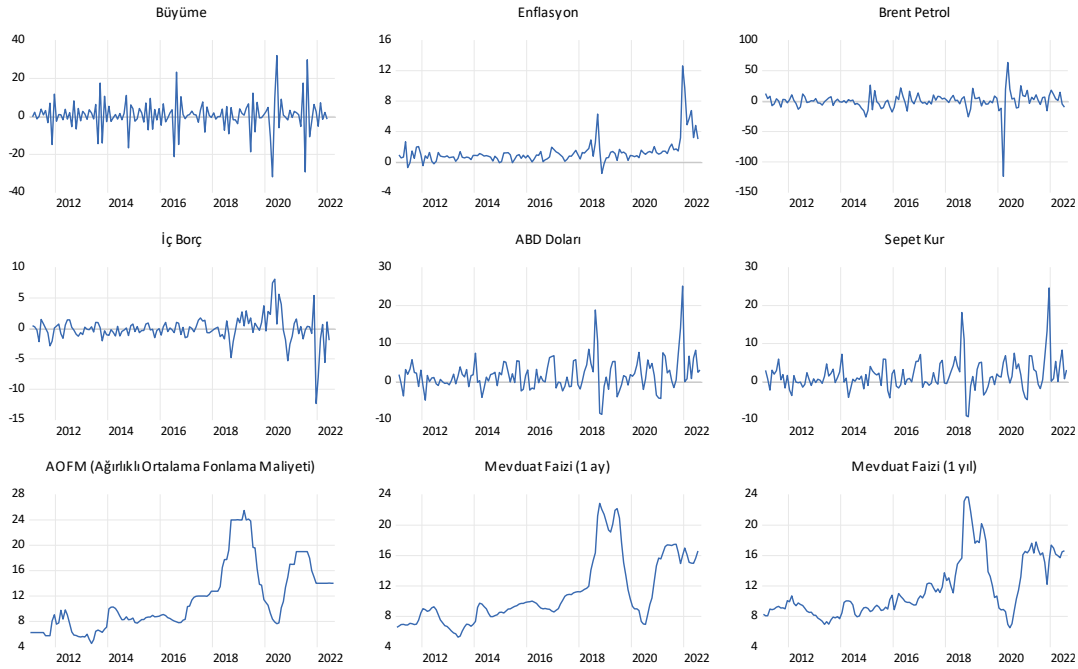 Büyüme
40
20
0
-20
-40
2012 2014 2016 2018 2020 2022
Enflasyon
16
12
8
4
0
-4
2012 2014 2016 2018 2020 2022
Brent Petrol
100
50
0
-50
-100
-150
2012 2014 2016 2018 2020 2022
İç Borç
10
5
0
-5
-10
-15
2012 2014 2016 2018 2020 2022
ABD Doları
30
20
10
0
-10
2012 2014 2016 2018 2020 2022
Sepet Kur
30
20
10
0
-10
2012 2014 2016 2018 2020 2022
AOFM (Ağırlıklı Ortalama Fonlama Maliyeti)
28
24
20
16
12
8
4
2012 2014 2016 2018 2020 2022
Mevduat Faizi (1 ay)
24
20
16
12
8
4
2012 2014 2016 2018 2020 2022
Mevduat Faizi (1 yıl)
24
20
16
12
8
4
2012 2014 2016 2018 2020 2022